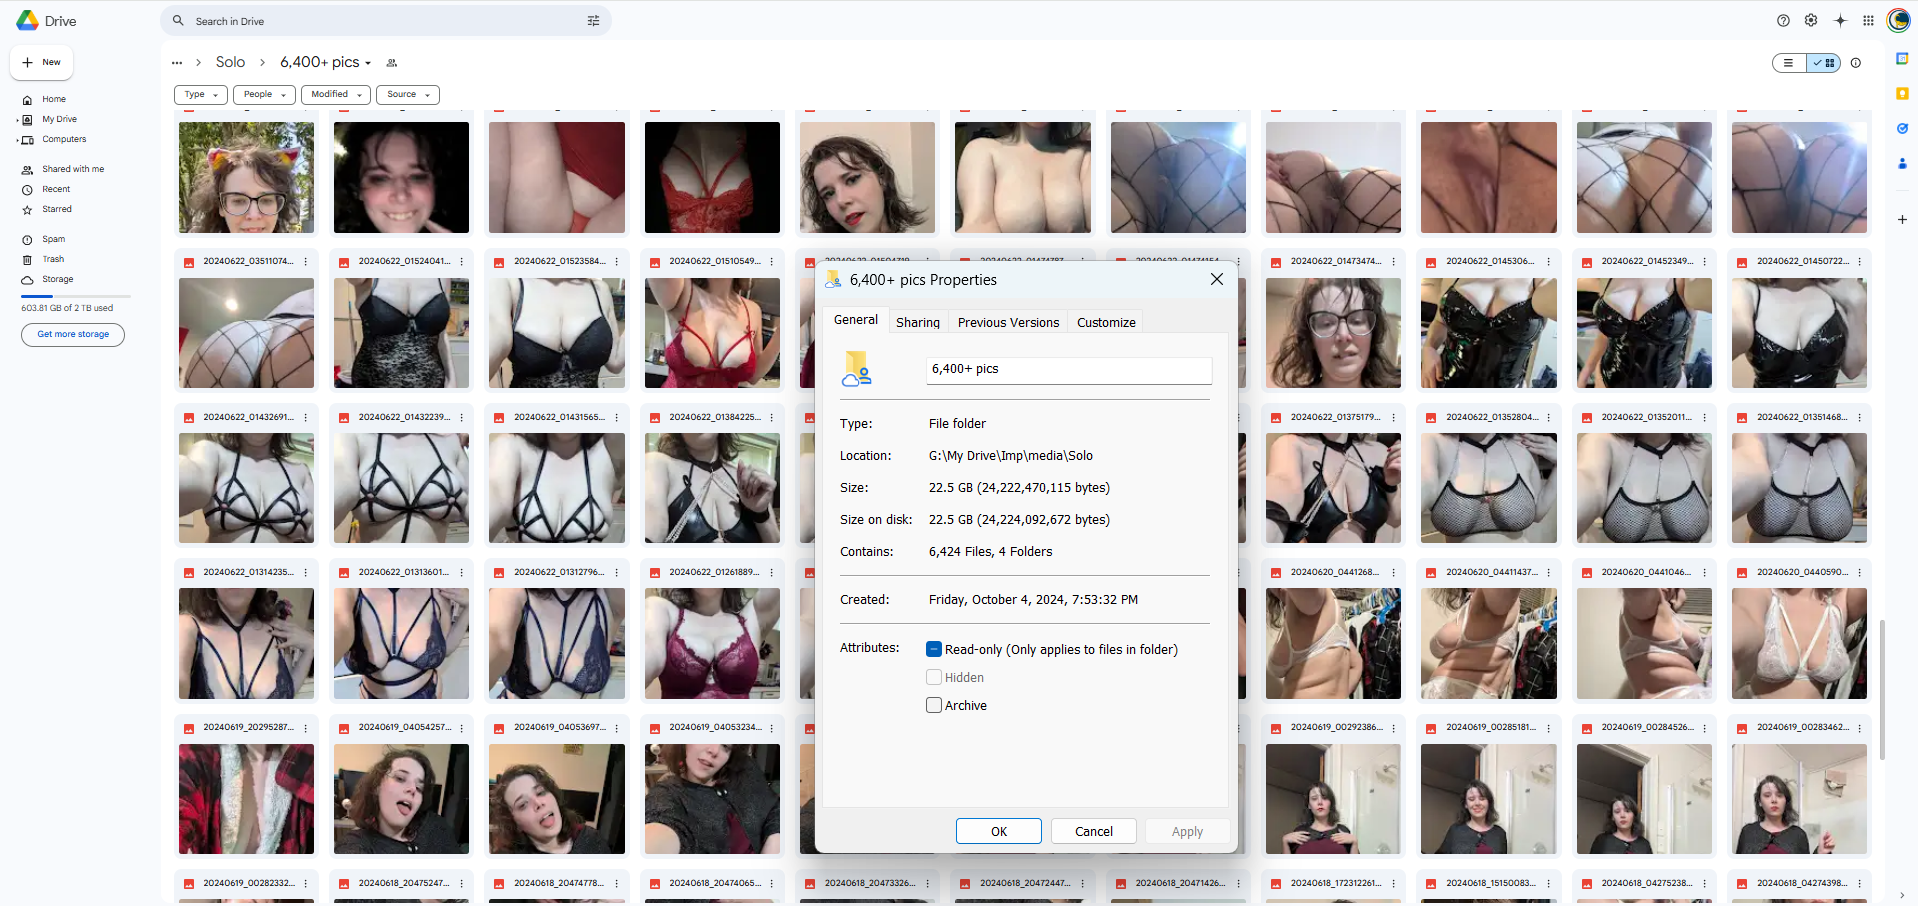 Drive
Search in Drive
New
Solo
6,400+ pics
Type
People
Modified
Source
Home
My Drive
Computers
Shared with me
Recent
Starred
Spam
Trash
Storage
603.81 GB of 2 TB used
Get more storage
20240622_03511074...
20240622_01524041...
20240622_01523584...
20240622_01510549...
20240622_01473474...
20240622_0145306...
20240622_01452349...
20240622_01450722...
6,400+ pics Properties
General
Sharing
Previous Versions
Customize
6,400+ pics
Type:
File folder
Location:
G:\My Drive\Imp\media\Solo
Size:
22.5 GB (24,222,470,115 bytes)
Size on disk:
22.5 GB (24,224,092,672 bytes)
Contains:
6,424 Files, 4 Folders
Created:
Friday, October 4, 2024, 7:53:32 PM
Attributes:
Read-only (Only applies to files in folder)
Hidden
Archive
OK
Cancel
Apply
20240622_01432691...
20240622_01432239...
20240622_01431565...
20240622_01384225...
20240622_01375179...
20240622_01352804...
20240622_01352011...
20240622_01351468...
20240622_01314235...
20240622_01313601...
20240622_01312796...
20240622_01261889...
20240620_0441268...
20240620_04411437...
20240620_0441046...
20240620_0440590...
20240619_20295287...
20240619_04054257...
20240619_04053697...
20240619_04053234...
20240619_00292386...
20240619_00285181...
20240619_00284526...
20240619_00283462...
20240619_00282332...
20240618_20475247...
20240618_20474778...
20240618_20474065...
20240618_20473326...
20240618_20472447...
20240618_20471426...
20240618_172312261...
20240618_15150083...
20240618_04275238...
20240618_04274398...